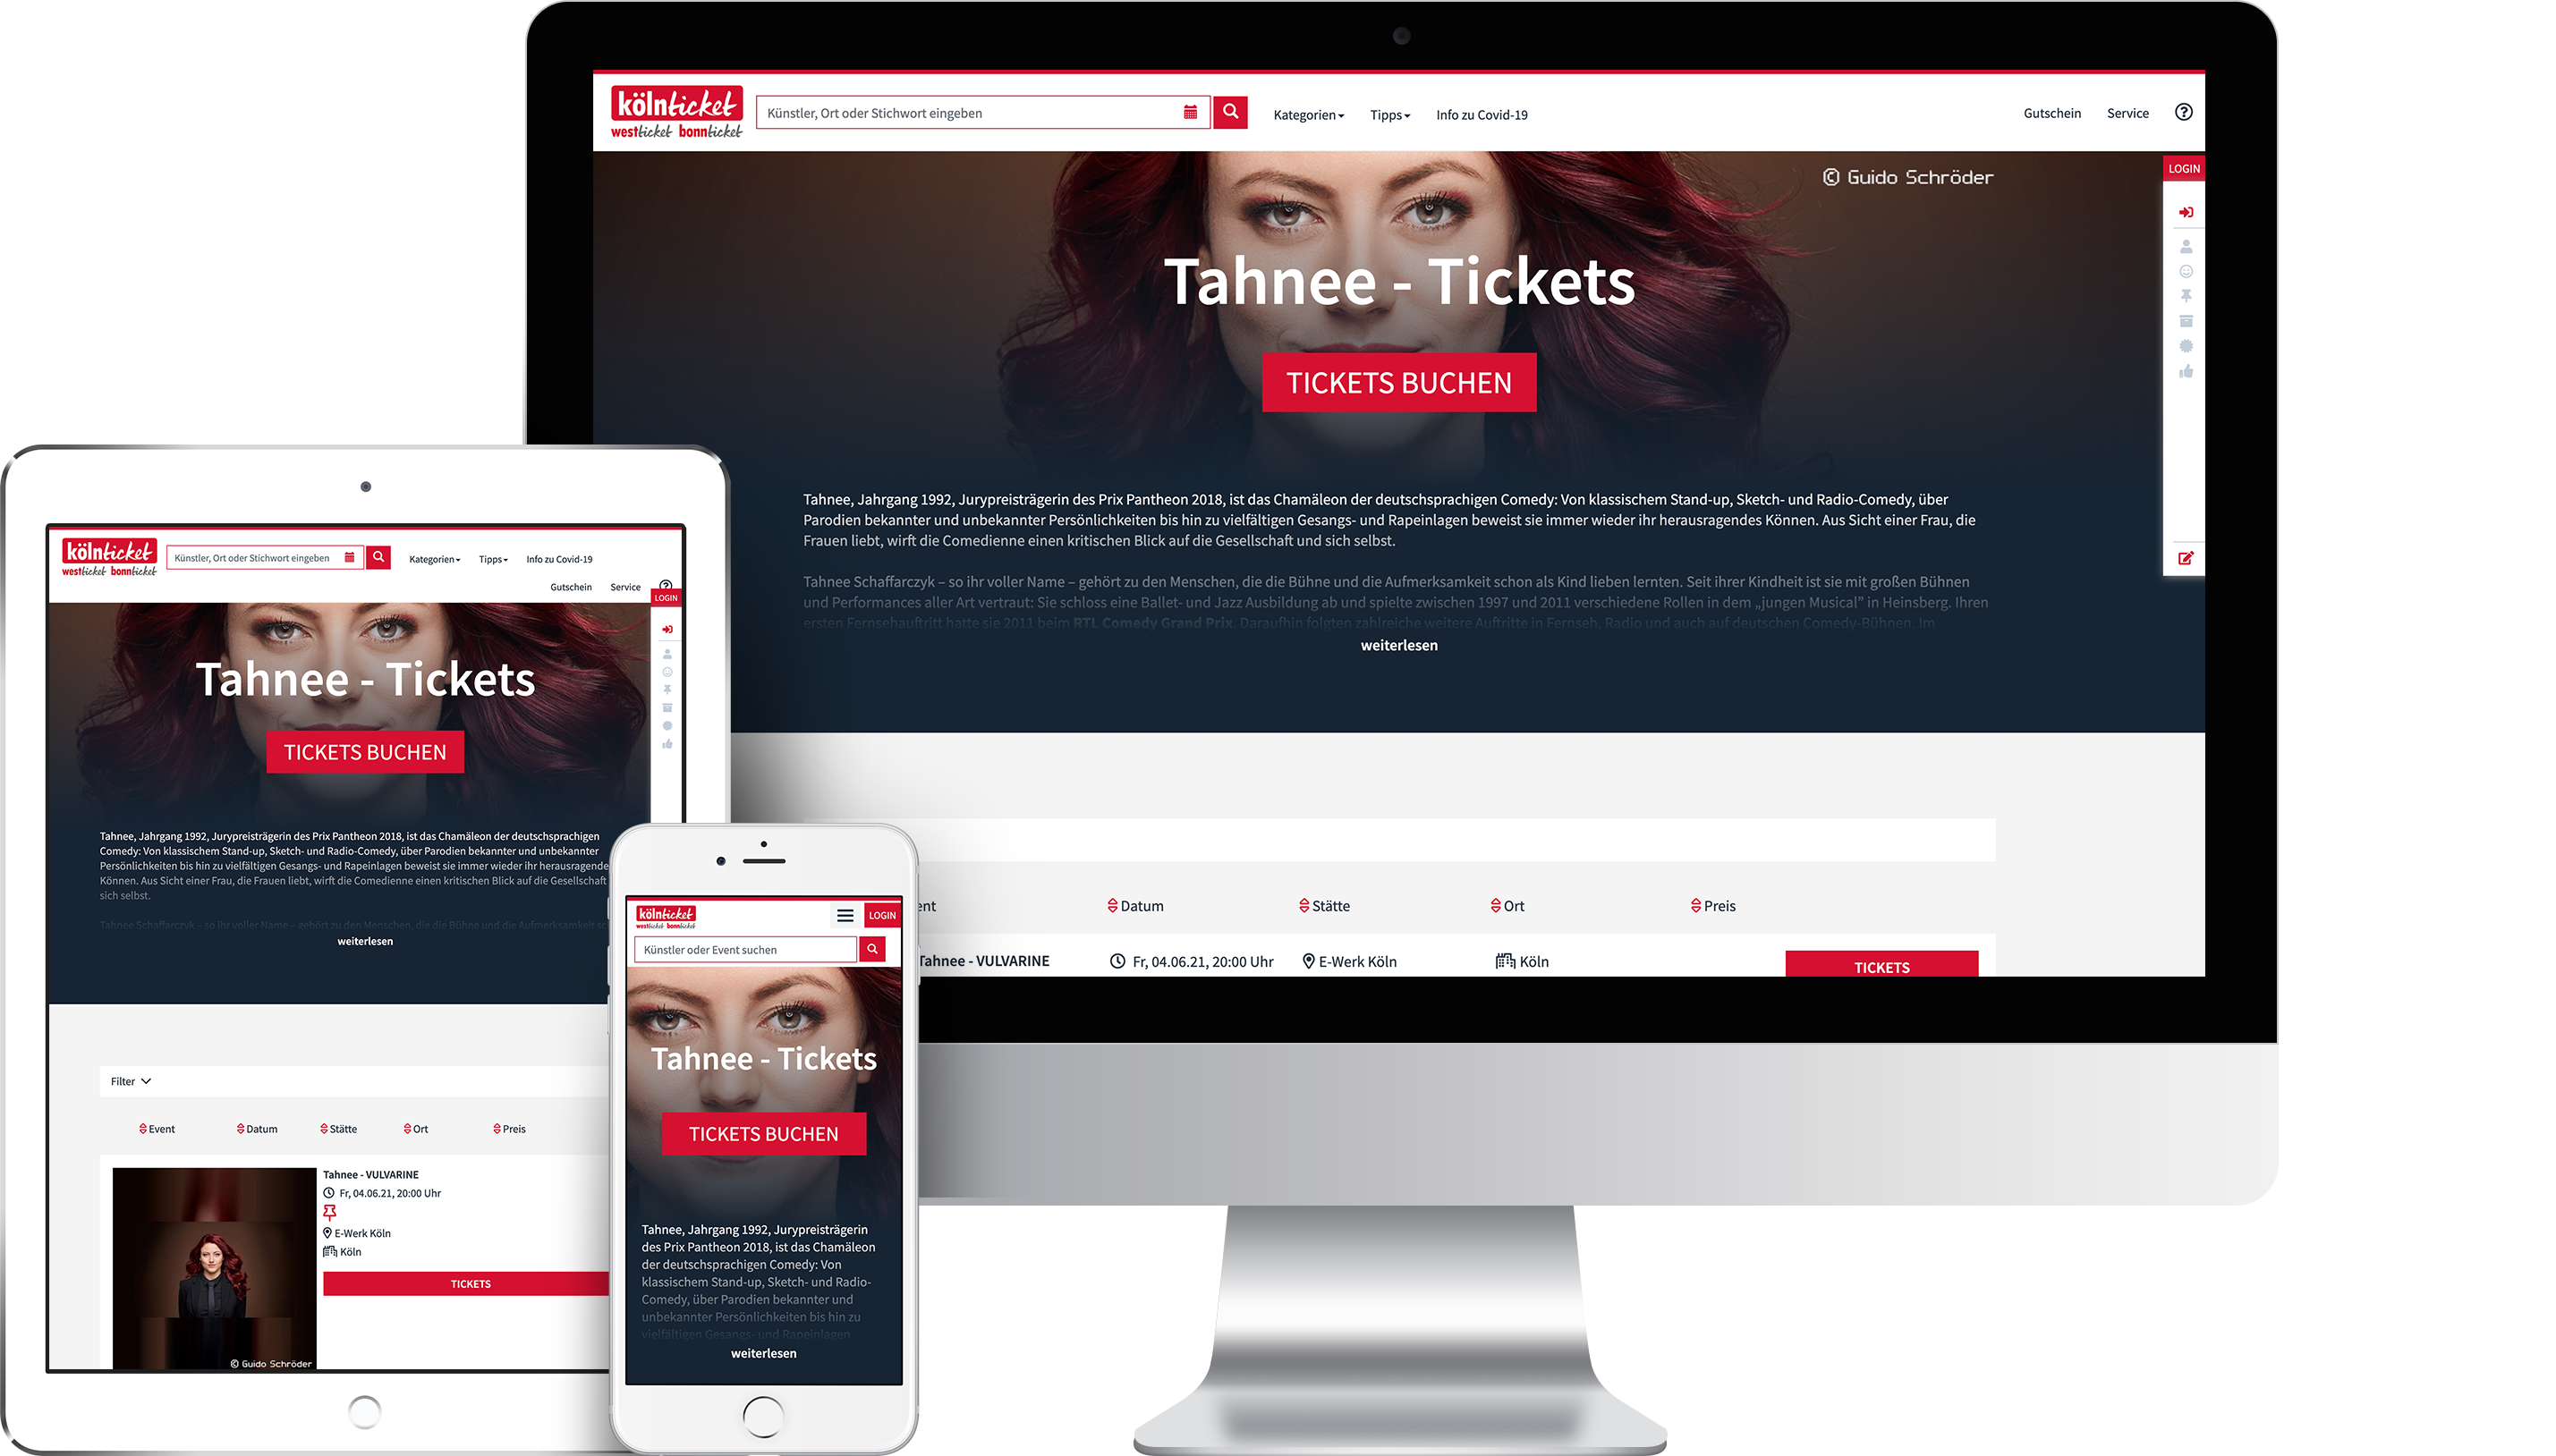 kölnticket
westticket bonnticket
Künstler, Ort oder Stichwort eingeben
Kategorien
Tipps
Info zu Covid-19
Gutschein
Service
LOGIN
© Guido Schröder
Tahnee - Tickets
TICKETS BUCHEN
Tahnee, Jahrgang 1992, Jurypreisträgerin des Prix Pantheon 2018, ist das Chamäleon der deutschsprachigen Comedy: Von klassischem Stand-up, Sketch- und Radio-Comedy, über
Parodien bekannter und unbekannter Persönlichkeiten bis hin zu vielfältigen Gesangs- und Rapeinlagen beweist sie immer wieder ihr herausragendes Können. Aus Sicht einer Frau, die
Frauen liebt, wirft die Comedienne einen kritischen Blick auf die Gesellschaft und sich selbst.
Tahnee Schaffarczyk – so ihr voller Name – gehört zu den Menschen, die die Bühne und die Aufmerksamkeit schon als Kind lieben lernten. Seit ihrer Kindheit ist sie mit großen Bühnen
und Performances aller Art vertraut: Sie schloss eine Ballet- und Jazz Ausbildung ab und spielte zwischen 1997 und 2011 verschiedene Rollen in dem „jungen Musical” in Heinsberg. Ihren
ersten Fernsehauftritt hatte sie 2011 beim RTL Comedy Grand Prix. Daraufhin folgten zahlreiche weitere Auftritte in Fernseh, Radio und auch auf deutschen Comedy-Bühnen. Im
weiterlesen
ent
Datum
Stätte
Ort
Preis
Tahnee - VULVARINE
Fr, 04.06.21, 20:00 Uhr
E-Werk Köln
Köln
TICKETS
kölnticket
westticket bonnticket
Künstler, Ort oder Stichwort eingeben
Kategorien
Tipps
Info zu Covid-19
Gutschein
Service
LOGIN
Tahnee - Tickets
TICKETS BUCHEN
Tahnee, Jahrgang 1992, Jurypreisträgerin des Prix Pantheon 2018, ist das Chamäleon der deutschsprachigen
Comedy: Von klassischem Stand-up, Sketch- und Radio-Comedy, über Parodien bekannter und unbekannter
Persönlichkeiten bis hin zu vielfältigen Gesangs- und Rapeinlagen beweist sie immer wieder ihr herausragende
Können. Aus Sicht einer Frau, die Frauen liebt, wirft die Comedienne einen kritischen Blick auf die Gesellschaft
sich selbst.
Tahnee Schaffarczyk – so ihr voller Name – gehört zu den Menschen, die die Bühne und die Aufmerksamkeit
weiterlesen
Filter
Event
Datum
Stätte
Ort
Preis
Tahnee - VULVARINE
Fr, 04.06.21, 20:00 Uhr
E-Werk Köln
Köln
TICKETS
© Guido Schröder
kölnticket
westticket bonnticket
LOGIN
Künstler oder Event suchen
Tahnee - Tickets
TICKETS BUCHEN
Tahnee, Jahrgang 1992, Jurypreisträgerin
des Prix Pantheon 2018, ist das Chamäleon
der deutschsprachigen Comedy: Von
klassischem Stand-up, Sketch- und Radio-
Comedy, über Parodien bekannter und
unbekannter Persönlichkeiten bis hin zu
vielfältigen Gesangs- und Rapeinlagen
weiterlesen